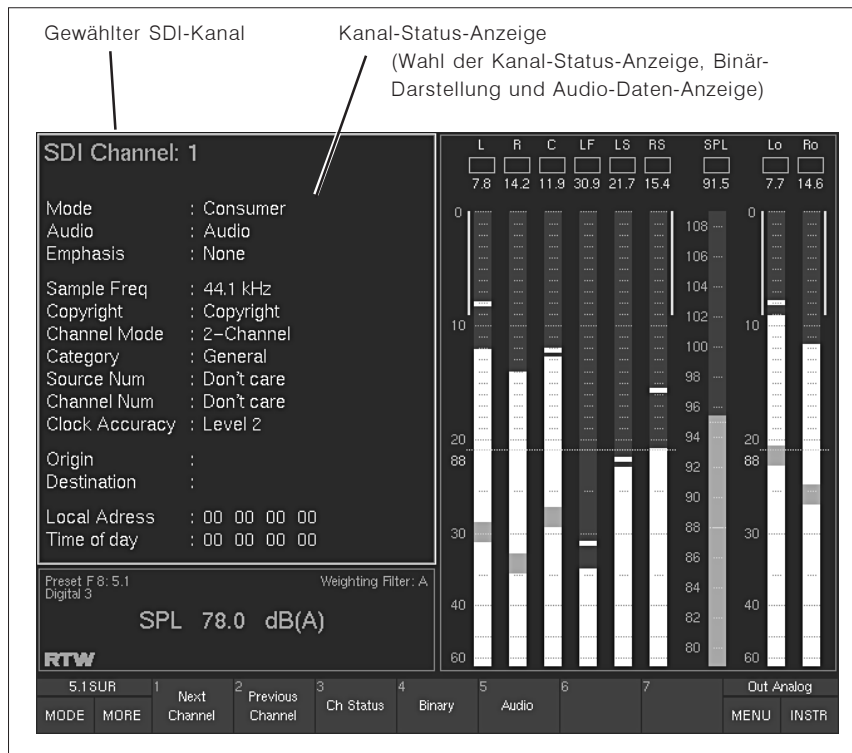 Gewählter SDI-Kanal
Kanal-Status-Anzeige
(Wahl der Kanal-Status-Anzeige, Binär-
Darstellung und Audio-Daten-Anzeige)
SDI Channel: 1
Mode : Consumer
Audio : Audio
Emphasis : None
Sample Freq : 44.1 kHz
Copyright : Copyright
Channel Mode : 2-Channel
Category : General
Source Num : Don't care
Channel Num : Don't care
Clock Accuracy : Level 2
Origin :
Destination :
Local Adress : 00 00 00 00
Time of day : 00 00 00 00
Preset F 8: 5.1 Weighting Filter: A
Digital 3
SPL 78.0 dB(A)
RTW
L R C LF LS RS SPL Lo Ro
7.8 14.2 11.9 30.9 21.7 15.4 91.5 7.7 14.6
0 0
108
106
104
102
10 10
100
98
96
94
20 20
88 88
92
90
88
30 30
86
84
40 40
82
80
60 60
5.1SUR
MODE MORE
1 Next Channel
2 Previous Channel
3 Ch Status
4 Binary
5 Audio
6
7
Out Analog
MENU INSTR